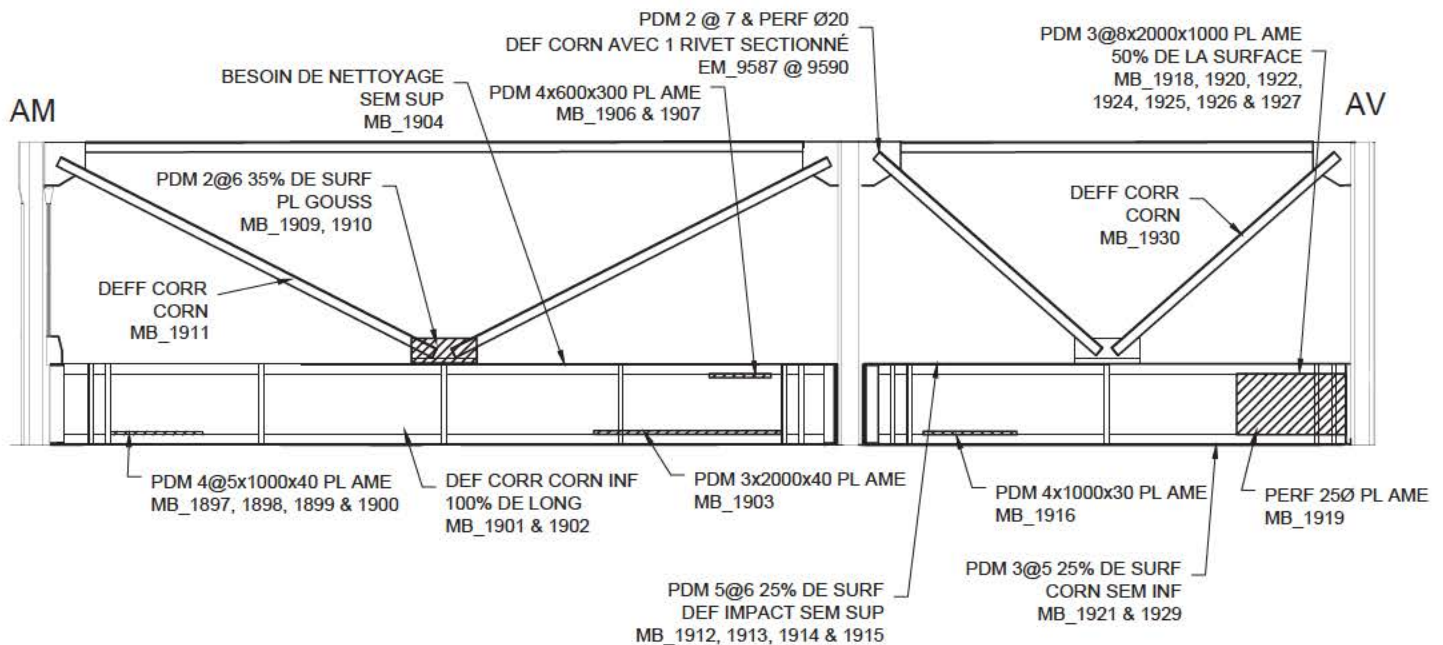 PDM 2 @ 7 & PERF Ø20
DEF CORN AVEC 1 RIVET SECTIONNÉ
EM_9587 @ 9590
PDM 3@8x2000x1000 PL AME
50% DE LA SURFACE
MB_1918, 1920, 1922,
1924, 1925, 1926 & 1927
BESOIN DE NETTOYAGE
SEM SUP
MB_1904
PDM 4x600x300 PL AME
MB_1906 & 1907
AM
AV
PDM 2@6 35% DE SURF
PL GOUSS
MB_1909, 1910
DEFF CORR
CORN
MB_1930
DEFF CORR
CORN
MB_1911
PDM 4@5x1000x40 PL AME
MB_1897, 1898, 1899 & 1900
DEF CORR CORN INF
100% DE LONG
MB_1901 & 1902
PDM 3x2000x40 PL AME
MB_1903
PDM 4x1000x30 PL AME
MB_1916
PERF 25Ø PL AME
MB_1919
PDM 5@6 25% DE SURF
DEF IMPACT SEM SUP
MB_1912, 1913, 1914 & 1915
PDM 3@5 25% DE SURF
CORN SEM INF
MB_1921 & 1929